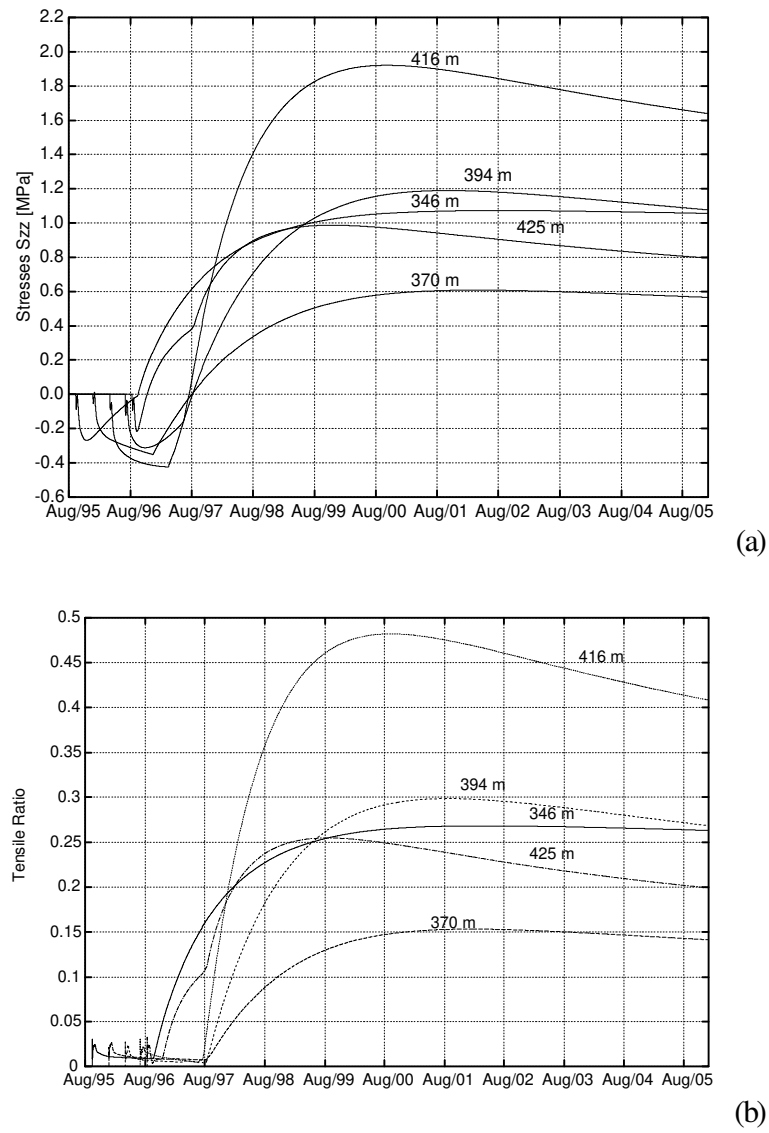 2.2
2.0
1.8
1.6
1.4
1.2
1.0
0.8
0.6
0.4
0.2
0.0
-0.2
-0.4
-0.6
Stresses Szz [MPa]
416 m
394 m
346 m
425 m
370 m
Aug/95 Aug/96 Aug/97 Aug/98 Aug/99 Aug/00 Aug/01 Aug/02 Aug/03 Aug/04 Aug/05
(a)
0.5
0.45
0.4
0.35
0.3
0.25
0.2
0.15
0.1
0.05
0
Tensile Ratio
416 m
394 m
346 m
425 m
370 m
Aug/95 Aug/96 Aug/97 Aug/98 Aug/99 Aug/00 Aug/01 Aug/02 Aug/03 Aug/04 Aug/05
(b)